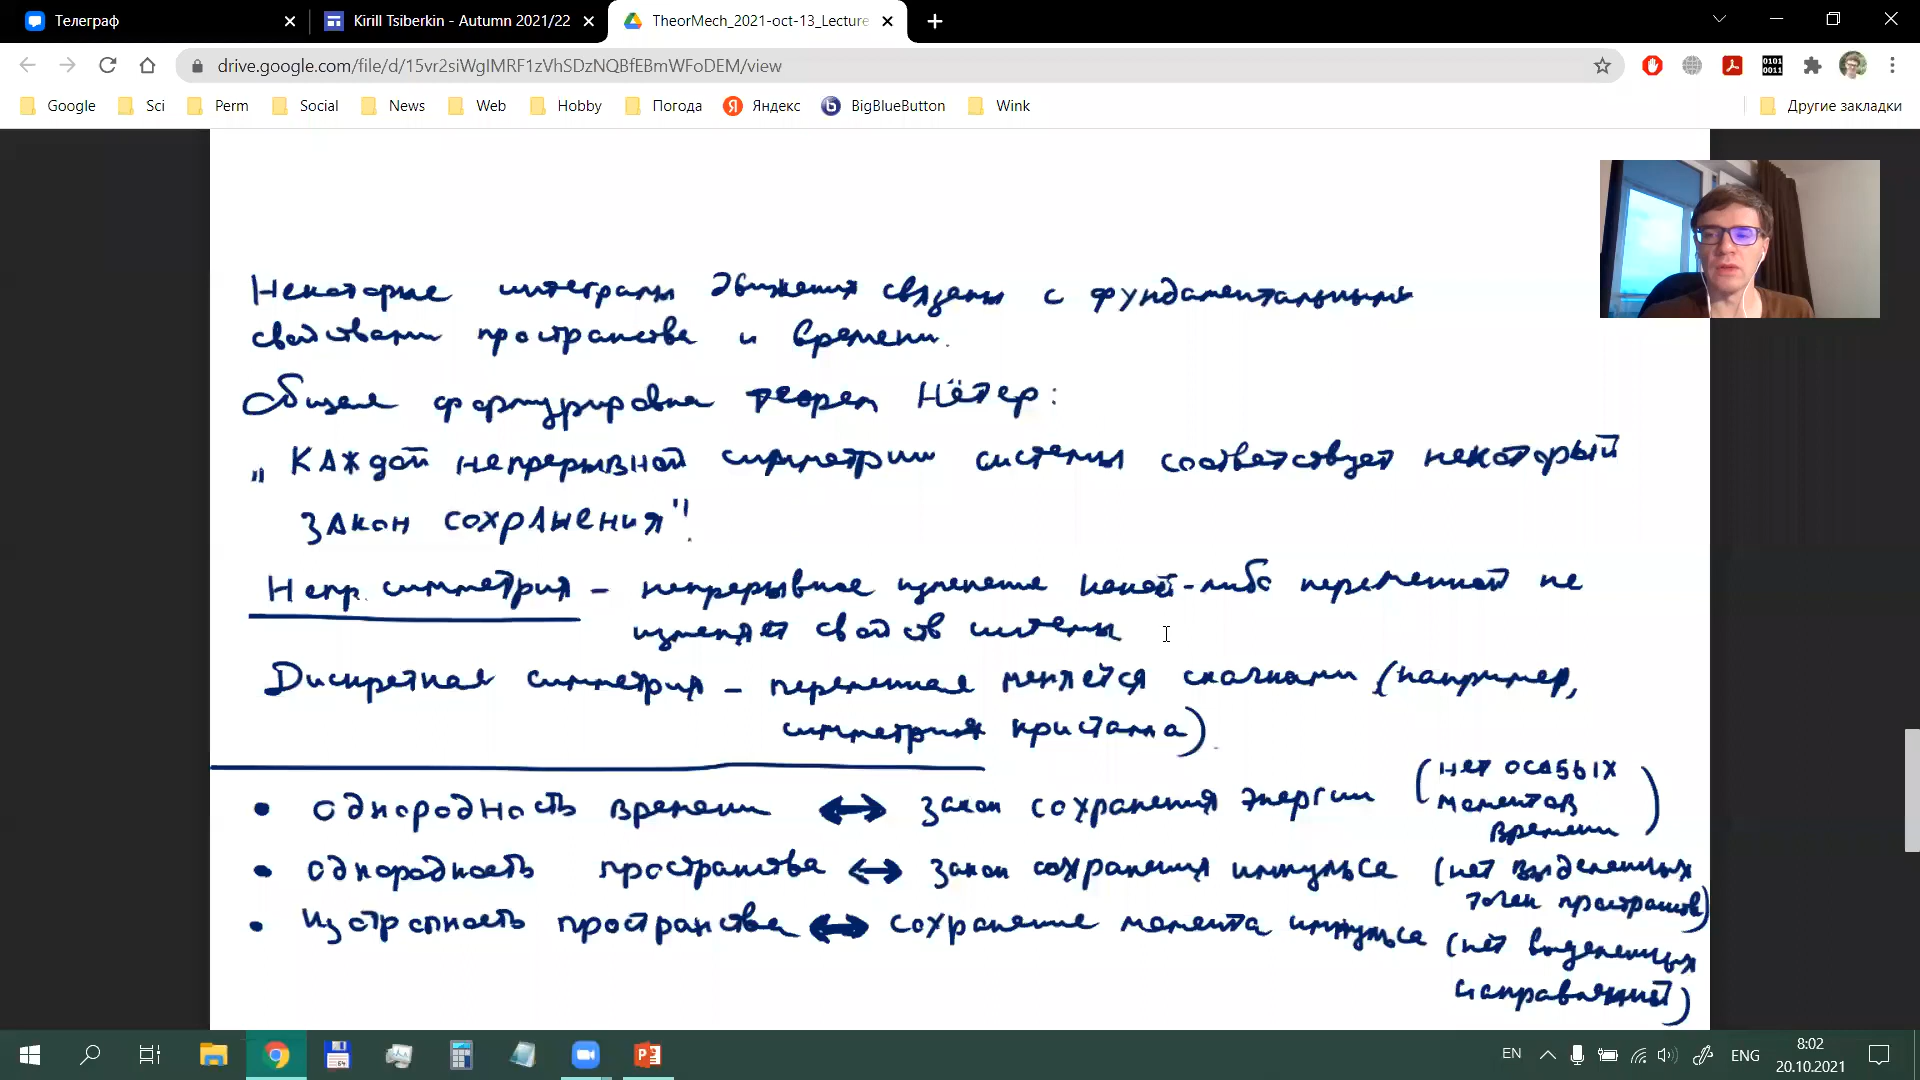 Телеграф
Kirill Tsiberkin - Autumn 2021/22
TheorMech_2021-oct-13_Lecture
drive.google.com/file/d/15vr2siWgIMRF1zVhSDzNQBfEBmWFoDEM/view
Google Sci Perm Social News Web Hobby Погода Яндекс BigBlueButton Wink Другие закладки
Некоторые интегралы движения связаны с фундаментальными
свойствами пространства и времени.
Общая формулировка теорем Нётер:
„Каждой непрерывной симметрии системы соответствует некоторый
закон сохранения".
Непр. симметрия – непрерывное изменение какой-либо переменной не
изменяет свойств системы
Дискретная симметрия – переменная меняется скачками (например,
симметрия кристалла).
• однородность времени ↔ закон сохранения энергии (нет особых
моментов
времени)
• однородность пространства ↔ закон сохранения импульса (нет выделенных
точек пространства)
• изотропность пространства ↔ сохранение момента импульса (нет выделенных
направлений)
EN
ENG
8:02
20.10.2021